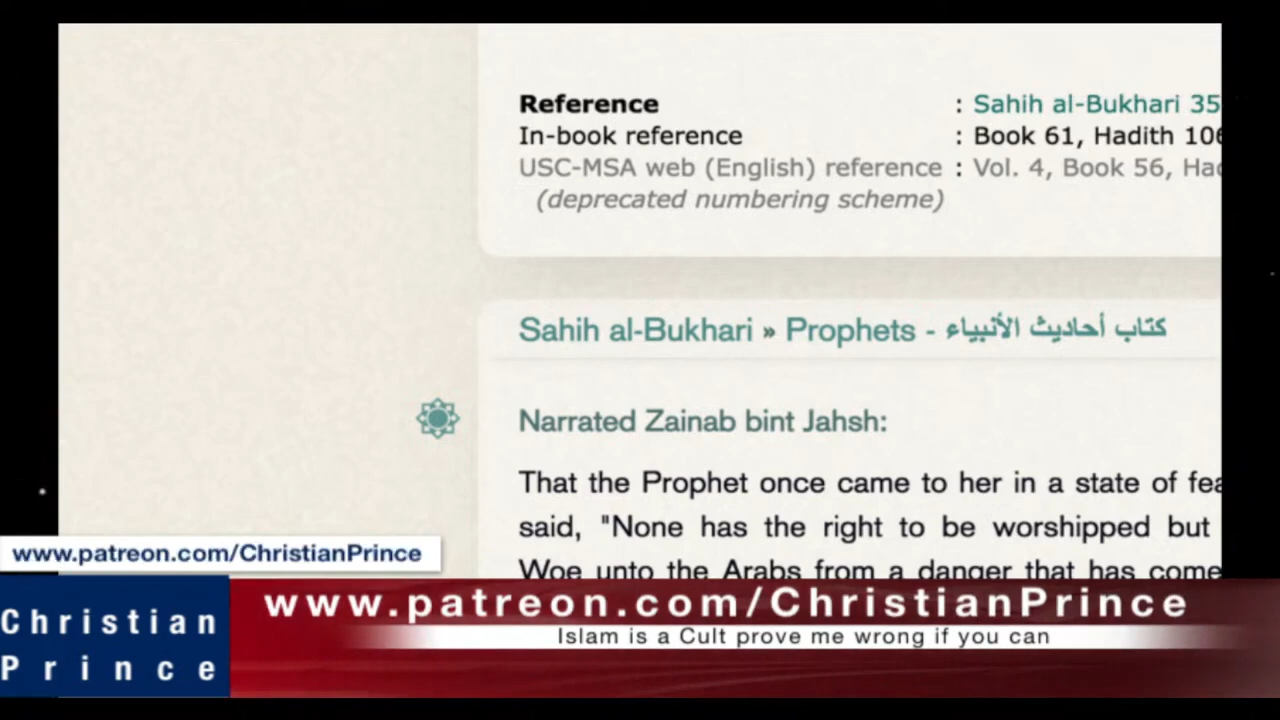 Reference : Sahih al-Bukhari 35
In-book reference : Book 61, Hadith 106
USC-MSA web (English) reference : Vol. 4, Book 56,
(deprecated numbering scheme)
Sahih al-Bukhari » Prophets - كتاب أحاديث الأنبياء
Narrated Zainab bint Jahsh:
That the Prophet once came to her in a state of
said, "None has the right to be worshipped but
Woe unto the Arabs from a danger that has come
www.patreon.com/ChristianPrince
www.patreon.com/ChristianPrince
Islam is a Cult prove me wrong if you can
Christian
Prince